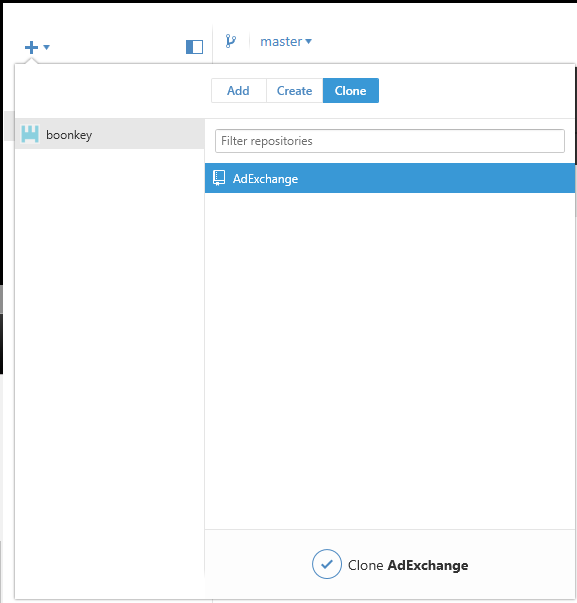 master
Add Create Clone
boonkey
Filter repositories
AdExchange
Clone AdExchange